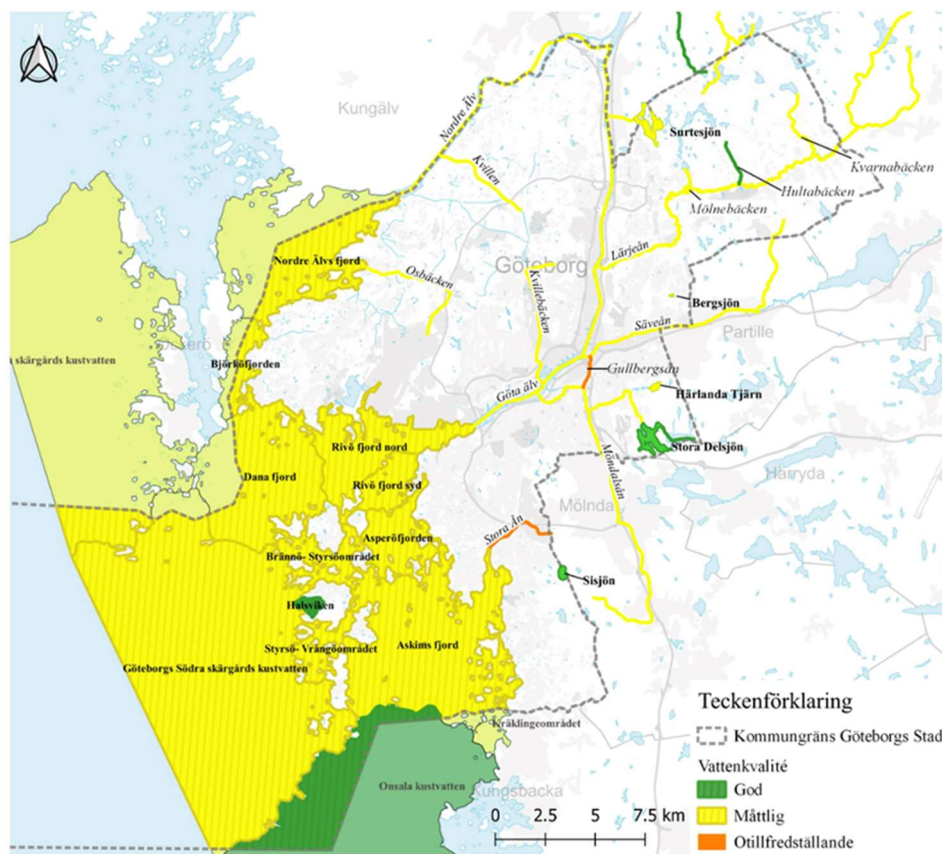 Kungälv
Nordre Älv
Surtesjön
Kvillen
Kvarnabäcken
Hultabäcken
Mölnebäcken
Lärjeån
Nordre Älvs fjord
Göteborg
Osbäcken
Kvillebäcken
Bergsjön
Säveån
Partille
skärgårds kustvatten
Björköfjorden
Gullbergsån
Göta älv
Härlanda Tjärn
Rivö fjord nord
Stora Delsjön
Dana fjord
Härryda
Rivö fjord syd
Möndalsån
Mölnda
Stora Ån
Asperöfjorden
Brännö- Styrsöområdet
Sisjön
Halsviken
Styrsö- Vrångöområdet
Askims fjord
Göteborgs Södra skärgårds kustvatten
Teckenförklaring
Kräklingeområdet
Kommungräns Göteborgs Stad
Vattenkvalité
Onsala kustvatten
Kungsbacka
God
0 2.5 5 7.5 km
Måttlig
Otillfredställande